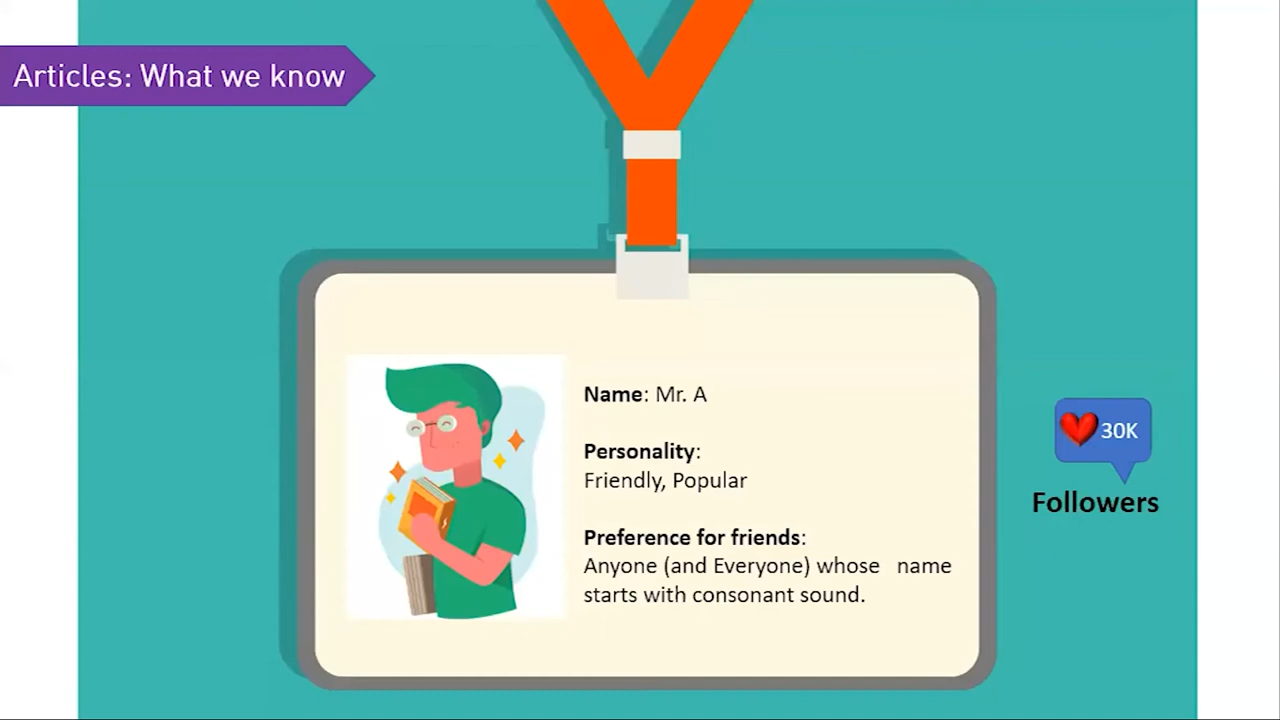 Articles: What we know
Name: Mr. A
Personality:
Friendly, Popular
Preference for friends:
Anyone (and Everyone) whose name
starts with consonant sound.
30K
Followers